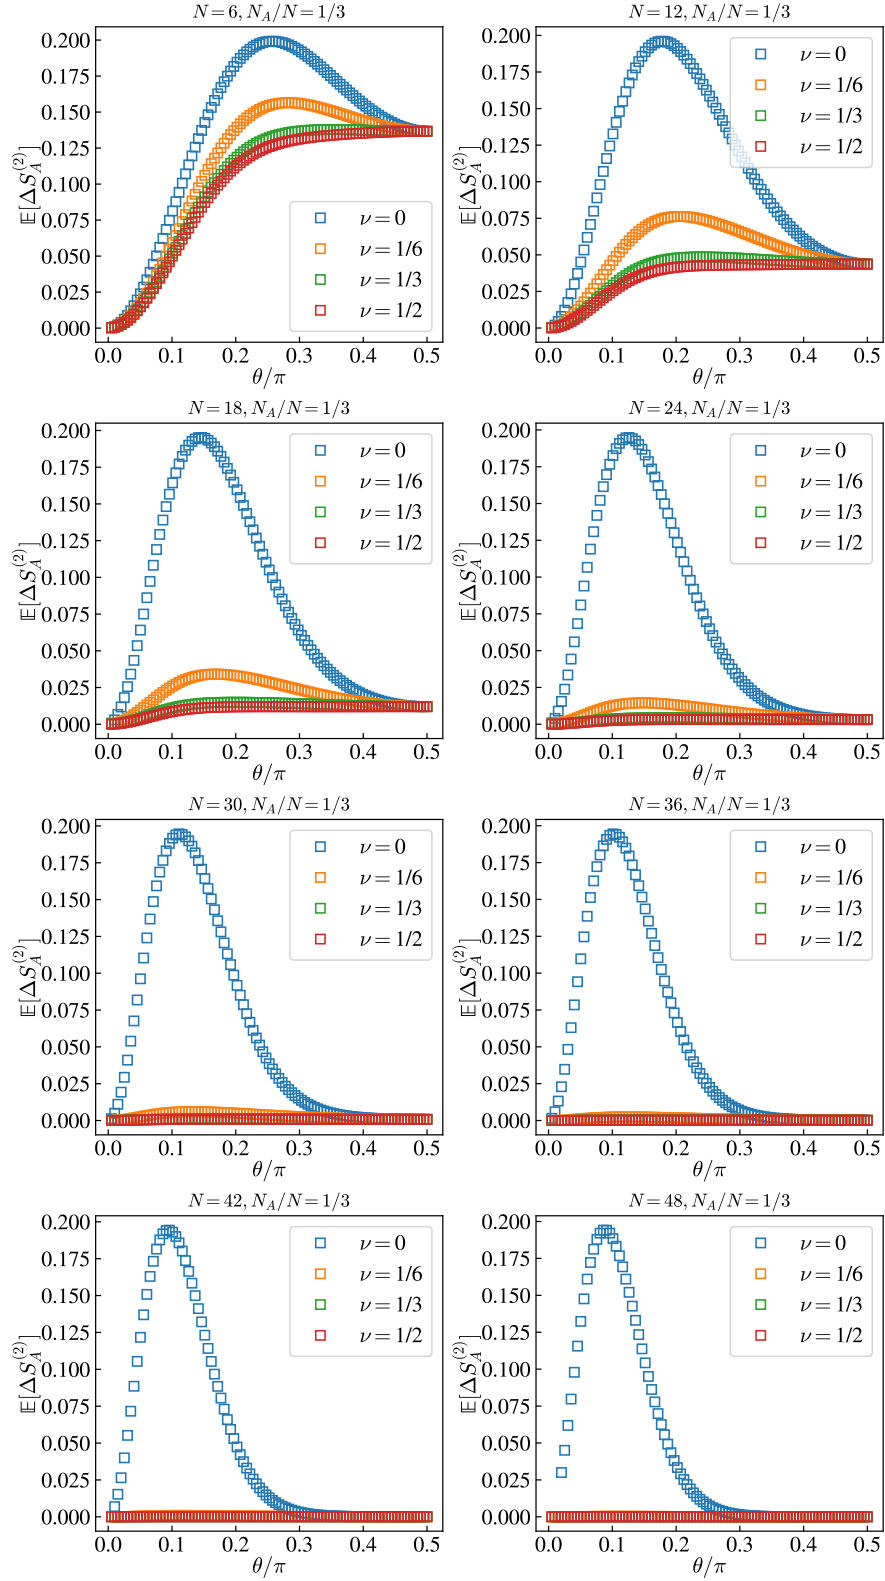 N = 6, N_A/N = 1/3
𝔼[ΔS_A^(2)]
0.200
0.175
0.150
0.125
0.100
0.075
0.050
0.025
0.000
ν = 0
ν = 1/6
ν = 1/3
ν = 1/2
0.0 0.1 0.2 0.3 0.4 0.5
θ/π
N = 12, N_A/N = 1/3
𝔼[ΔS_A^(2)]
0.200
0.175
0.150
0.125
0.100
0.075
0.050
0.025
0.000
ν = 0
ν = 1/6
ν = 1/3
ν = 1/2
0.0 0.1 0.2 0.3 0.4 0.5
θ/π
N = 18, N_A/N = 1/3
𝔼[ΔS_A^(2)]
0.200
0.175
0.150
0.125
0.100
0.075
0.050
0.025
0.000
ν = 0
ν = 1/6
ν = 1/3
ν = 1/2
0.0 0.1 0.2 0.3 0.4 0.5
θ/π
N = 24, N_A/N = 1/3
𝔼[ΔS_A^(2)]
0.200
0.175
0.150
0.125
0.100
0.075
0.050
0.025
0.000
ν = 0
ν = 1/6
ν = 1/3
ν = 1/2
0.0 0.1 0.2 0.3 0.4 0.5
θ/π
N = 30, N_A/N = 1/3
𝔼[ΔS_A^(2)]
0.200
0.175
0.150
0.125
0.100
0.075
0.050
0.025
0.000
ν = 0
ν = 1/6
ν = 1/3
ν = 1/2
0.0 0.1 0.2 0.3 0.4 0.5
θ/π
N = 36, N_A/N = 1/3
𝔼[ΔS_A^(2)]
0.200
0.175
0.150
0.125
0.100
0.075
0.050
0.025
0.000
ν = 0
ν = 1/6
ν = 1/3
ν = 1/2
0.0 0.1 0.2 0.3 0.4 0.5
θ/π
N = 42, N_A/N = 1/3
𝔼[ΔS_A^(2)]
0.200
0.175
0.150
0.125
0.100
0.075
0.050
0.025
0.000
ν = 0
ν = 1/6
ν = 1/3
ν = 1/2
0.0 0.1 0.2 0.3 0.4 0.5
θ/π
N = 48, N_A/N = 1/3
𝔼[ΔS_A^(2)]
0.200
0.175
0.150
0.125
0.100
0.075
0.050
0.025
0.000
ν = 0
ν = 1/6
ν = 1/3
ν = 1/2
0.0 0.1 0.2 0.3 0.4 0.5
θ/π